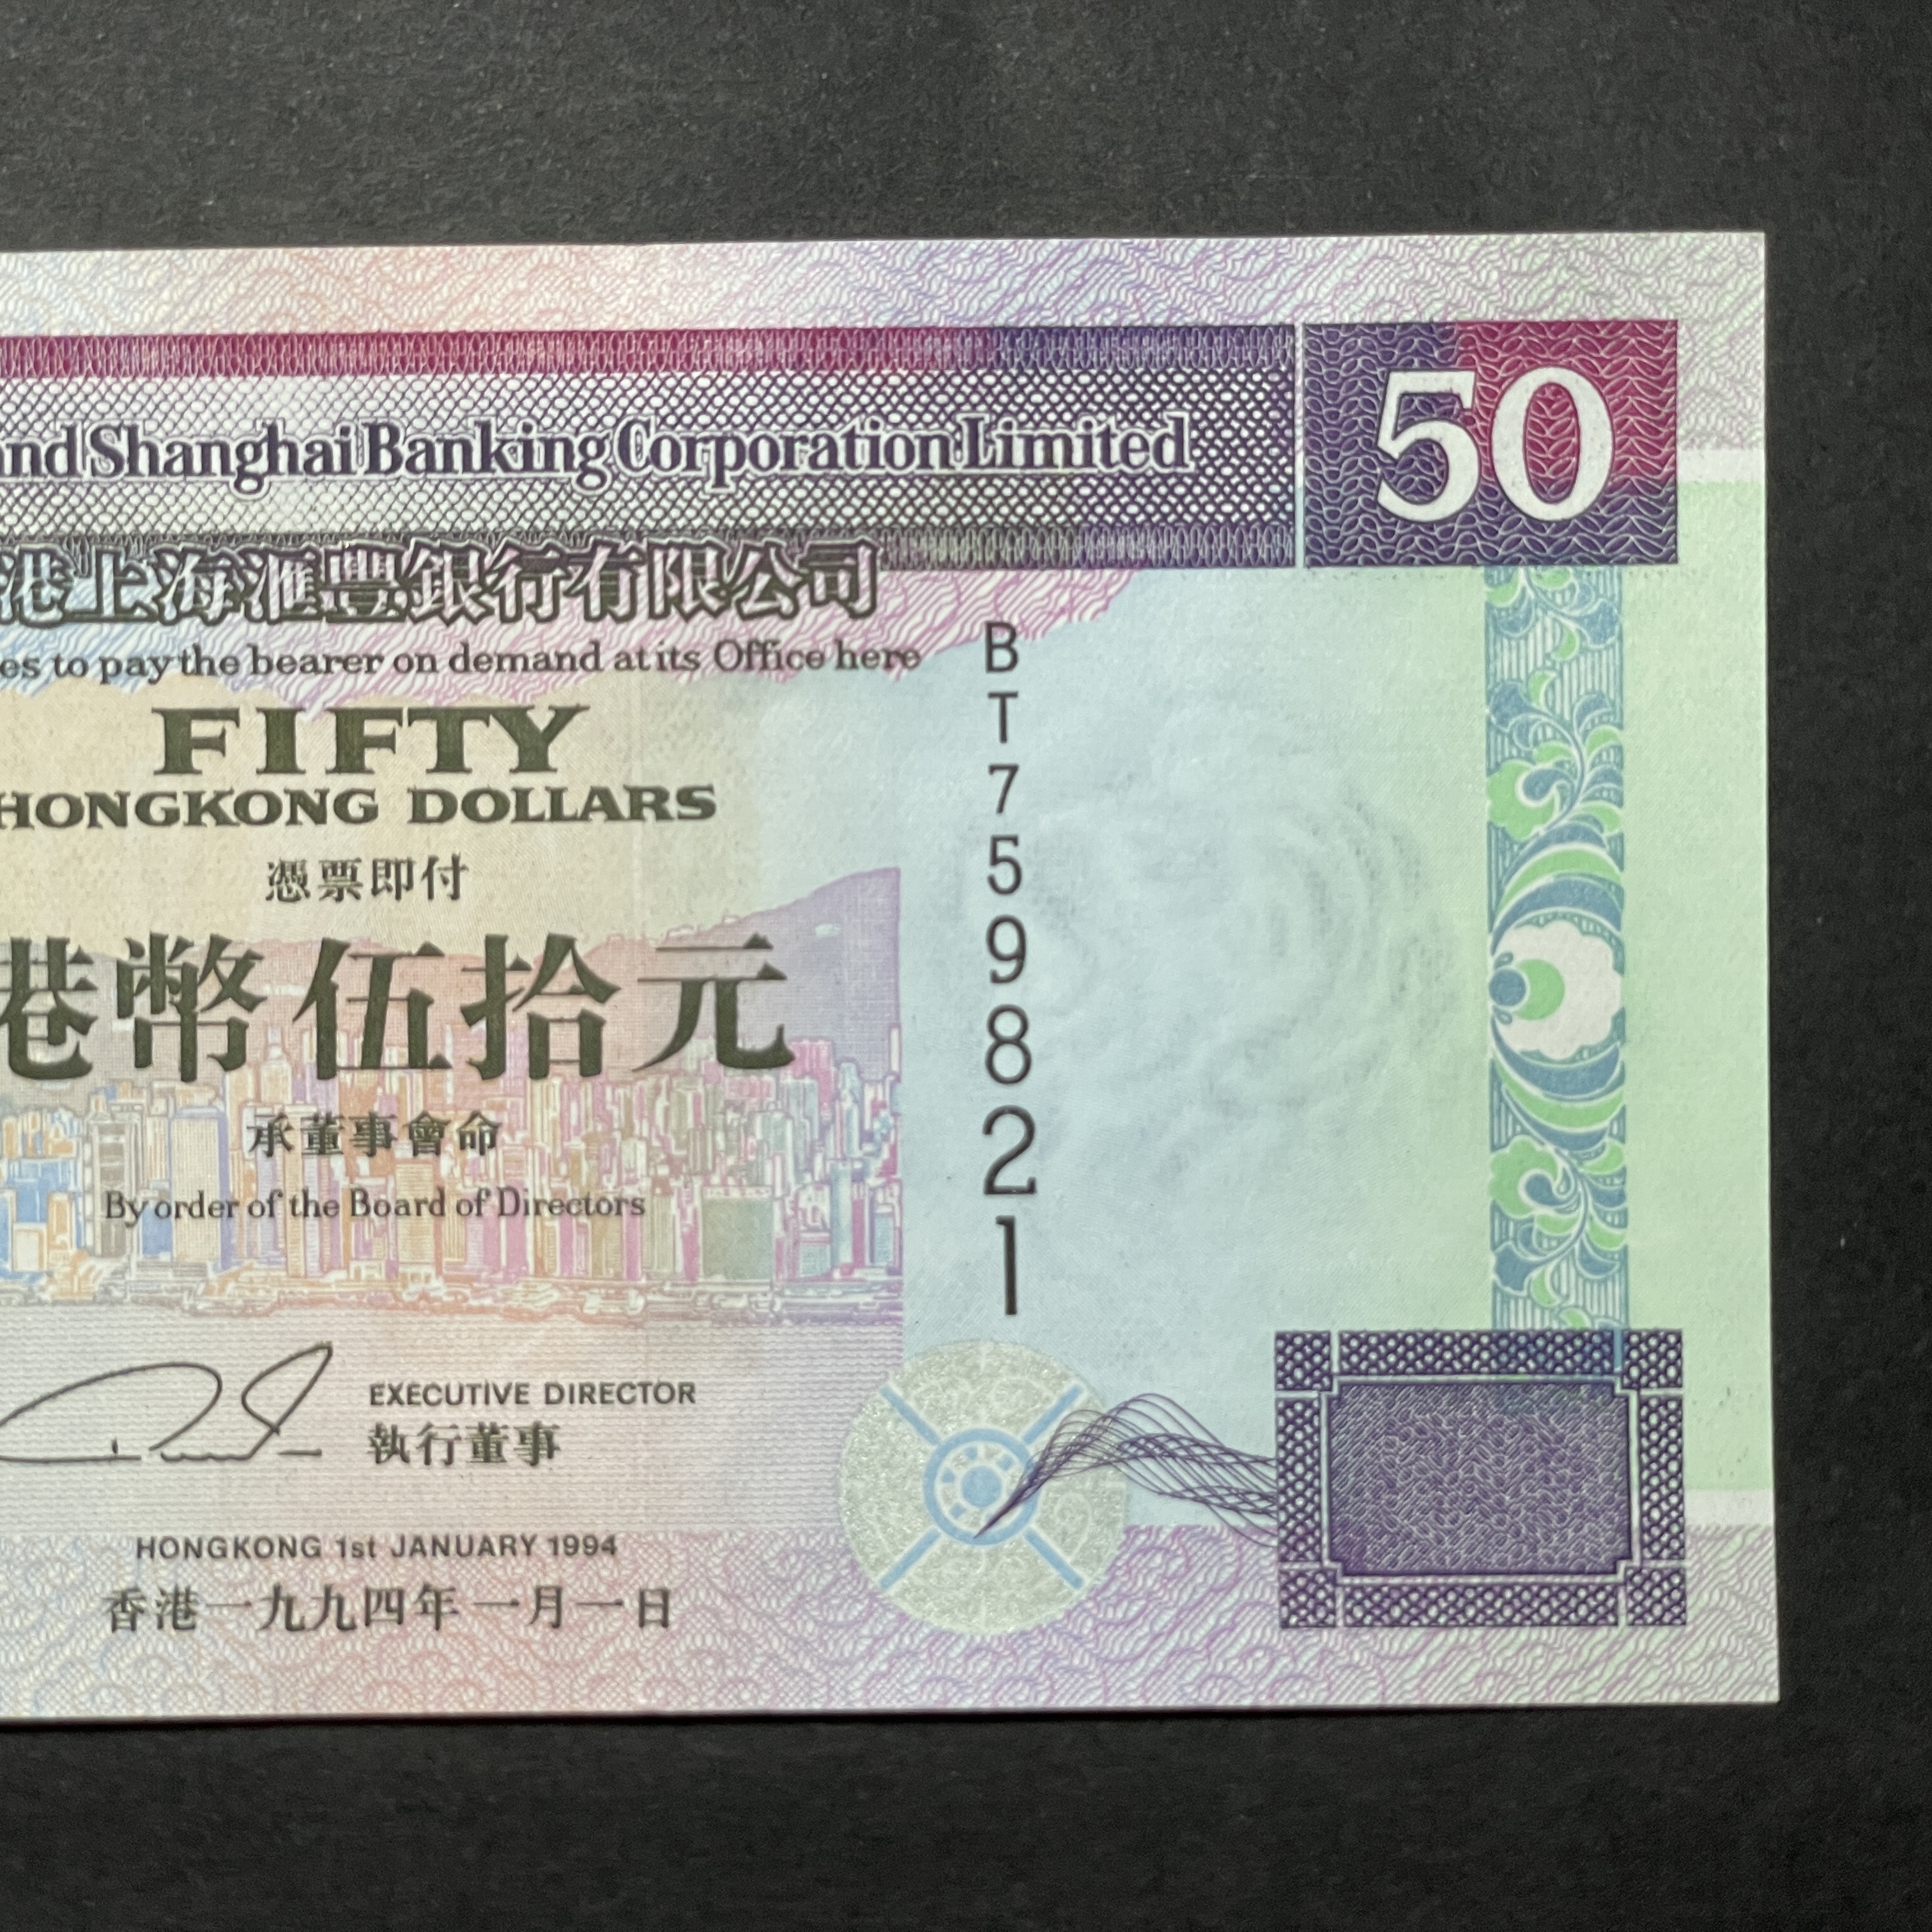 and Shanghai Banking Corporation Limited
50
港上海滙豐銀行有限公司
es to pay the bearer on demand at its Office here
FIFTY
HONGKONG DOLLARS
憑票即付
港幣伍拾元
承董事會命
By order of the Board of Directors
EXECUTIVE DIRECTOR
執行董事
HONGKONG 1st JANUARY 1994
香港一九九四年一月一日
BT759821